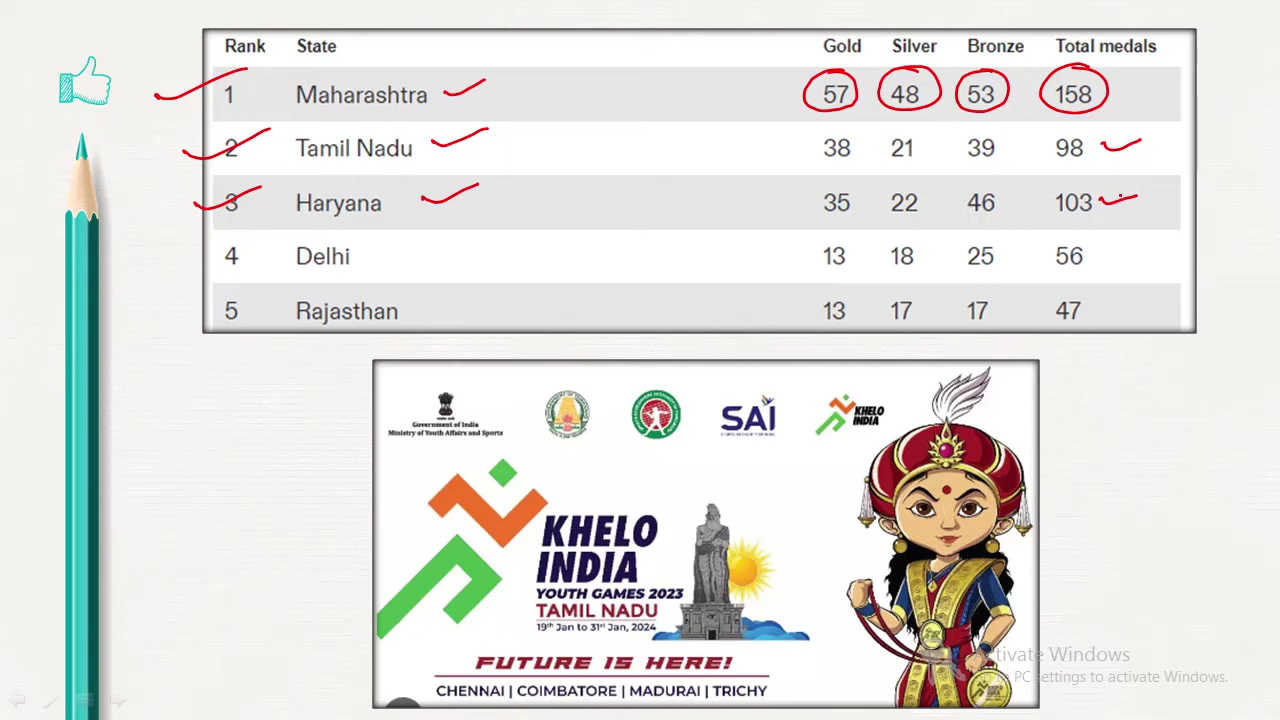 Rank State Gold Silver Bronze Total medals
1 Maharashtra 57 48 53 158
2 Tamil Nadu 38 21 39 98
3 Haryana 35 22 46 103
4 Delhi 13 18 25 56
5 Rajasthan 13 17 17 47
Government of India
Ministry of Youth Affairs and Sports
SAI
KHELO
INDIA
KHELO
INDIA
YOUTH GAMES 2023
TAMIL NADU
19th Jan to 31st Jan, 2024
FUTURE IS HERE!
CHENNAI | COIMBATORE | MADURAI | TRICHY
Activate Windows
PC settings to activate Windows.